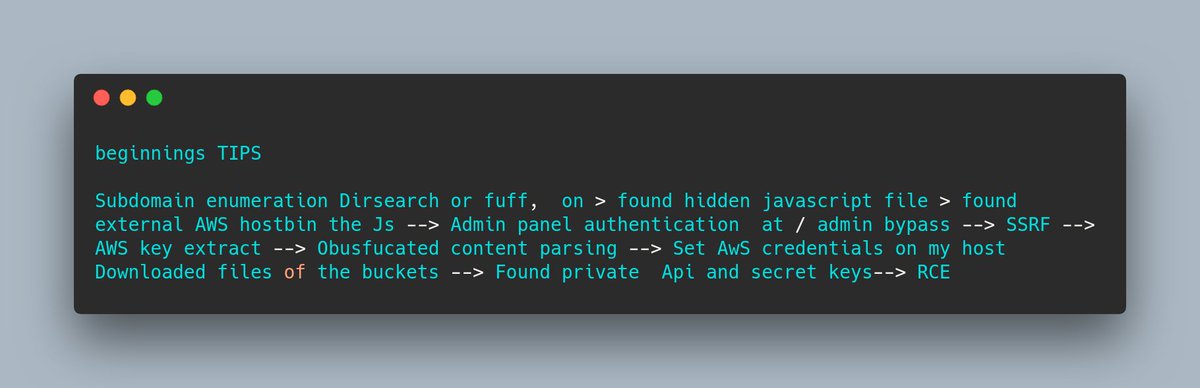 beginnings TIPS
Subdomain enumeration Dirsearch or fuff,  on > found hidden javascript file > found
external AWS hostbin the Js --> Admin panel authentication  at / admin bypass --> SSRF -->
AWS key extract --> Obusfucated content parsing --> Set AwS credentials on my host
Downloaded files of the buckets --> Found private  Api and secret keys--> RCE